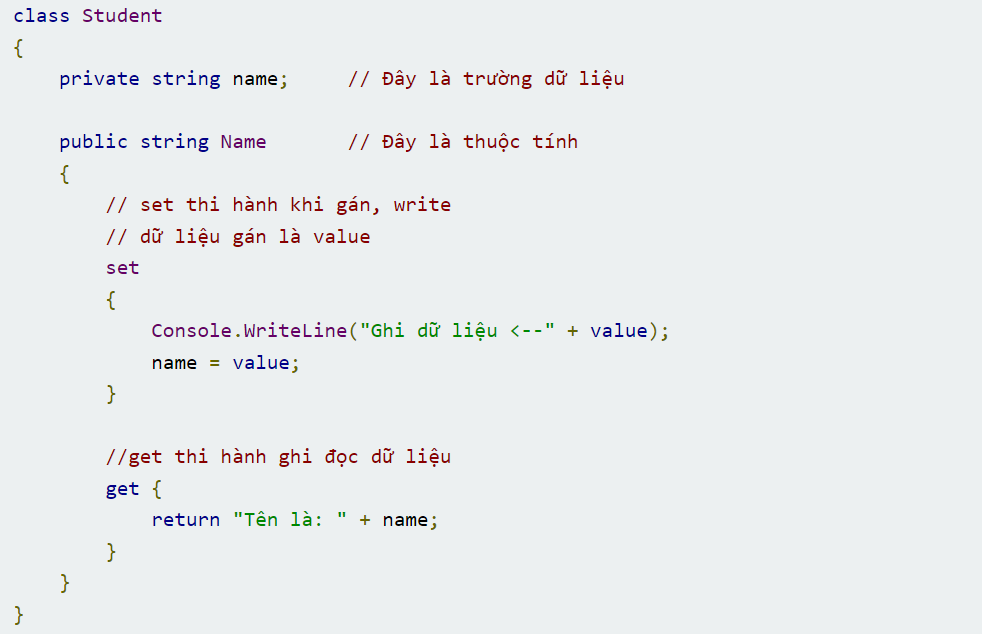 class Student
{
    private string name;     // Đây là trường dữ liệu
    public string Name       // Đây là thuộc tính
    {
        // set thi hành khi gán, write
        // dữ liệu gán là value
        set
        {
            Console.WriteLine("Ghi dữ liệu <--" + value);
            name = value;
        }
        //get thi hành ghi đọc dữ liệu
        get {
            return "Tên là: " + name;
        }
    }
}